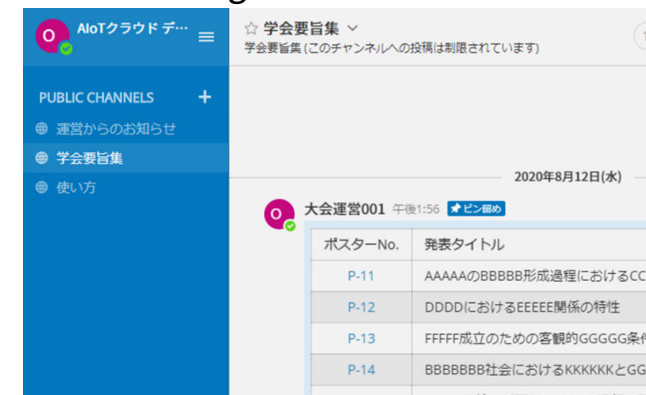 AIoTクラウド デ…
学会要旨集
学会要旨集(このチャンネルへの投稿は制限されています)
PUBLIC CHANNELS +
運営からのお知らせ
学会要旨集
使い方
2020年8月12日(水)
大会運営001 午後1:56 ピン留め
ポスターNo. 発表タイトル
P-11 AAAAAのBBBBB形成過程におけるCC
P-12 DDDDにおけるEEEEE関係の特性
P-13 FFFFF成立のための客観的GGGGG条件
P-14 BBBBBBB社会におけるKKKKKKとGG